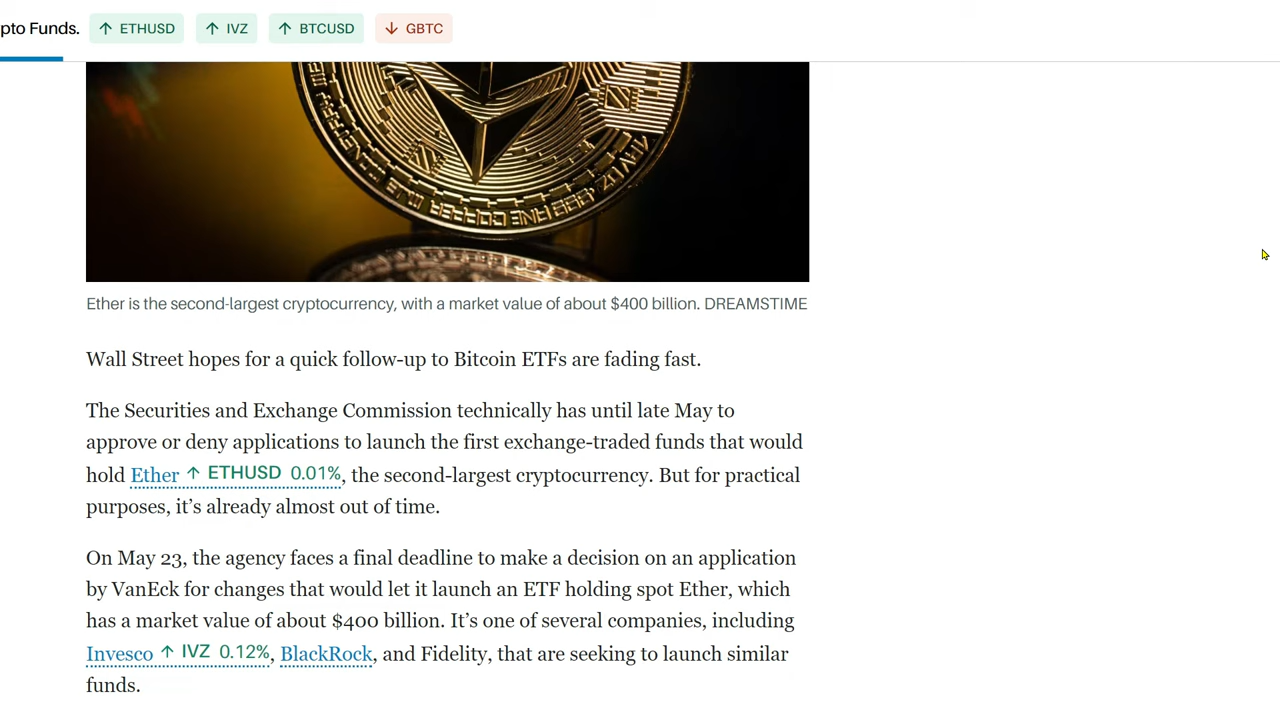 pto Funds. ↑ ETHUSD ↑ IVZ ↑ BTCUSD ↓ GBTC
Ether is the second-largest cryptocurrency, with a market value of about $400 billion. DREAMSTIME
Wall Street hopes for a quick follow-up to Bitcoin ETFs are fading fast.
The Securities and Exchange Commission technically has until late May to
approve or deny applications to launch the first exchange-traded funds that would
hold Ether ↑ ETHUSD 0.01%, the second-largest cryptocurrency. But for practical
purposes, it’s already almost out of time.
On May 23, the agency faces a final deadline to make a decision on an application
by VanEck for changes that would let it launch an ETF holding spot Ether, which
has a market value of about $400 billion. It’s one of several companies, including
Invesco ↑ IVZ 0.12%, BlackRock, and Fidelity, that are seeking to launch similar
funds.